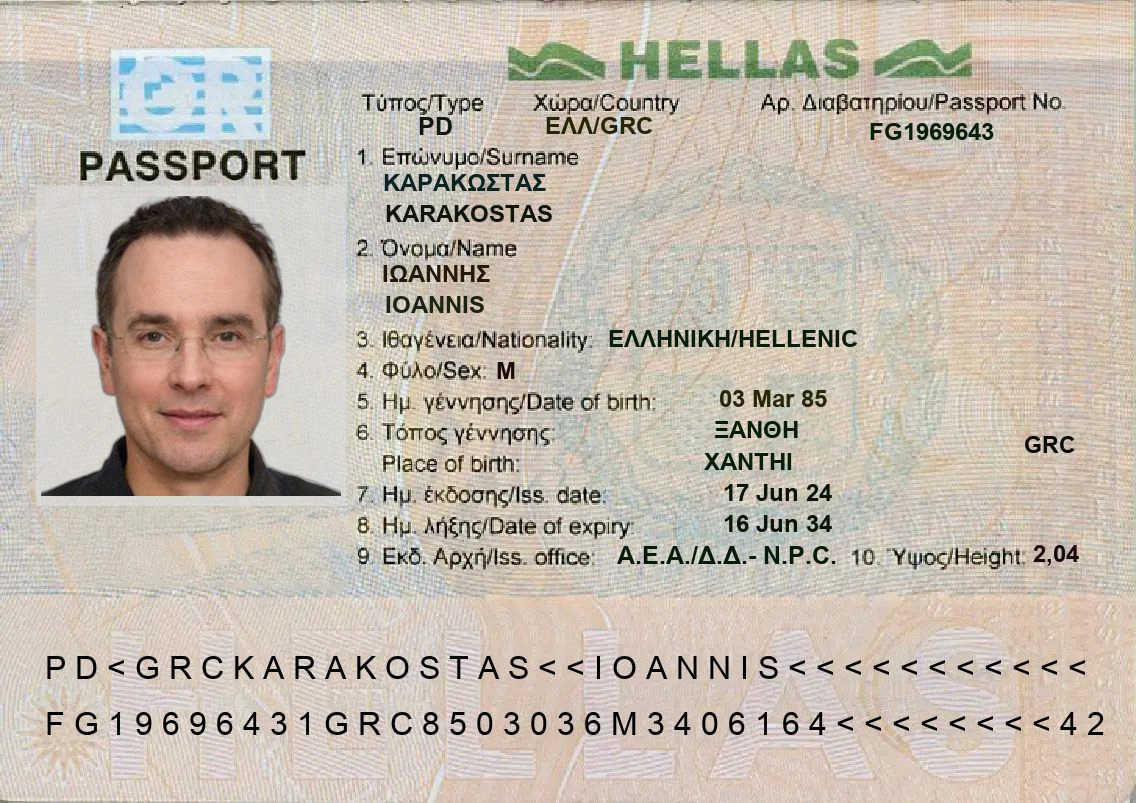 GR
HELLAS
PASSPORT
Τύπος/Type Χώρα/Country Αρ. Διαβατηρίου/Passport No.
PD ΕΛΛ/GRC FG1969643
1. Επώνυμο/Surname
ΚΑΡΑΚΩΣΤΑΣ
KARAKOSTAS
2. Όνομα/Name
ΙΩΑΝΝΗΣ
IOANNIS
3. Ιθαγένεια/Nationality: ΕΛΛΗΝΙΚΗ/HELLENIC
4. Φύλο/Sex: M
5. Ημ. γέννησης/Date of birth: 03 Mar 85
6. Τόπος γέννησης: ΞΑΝΘΗ
Place of birth: XANTHI GRC
7. Ημ. έκδοσης/Iss. date: 17 Jun 24
8. Ημ. λήξης/Date of expiry: 16 Jun 34
9 Εκδ. Αρχή/Iss. office: Α.Ε.Α./Δ.Δ.- N.P.C. 10. Ύψος/Height: 2,04
HELLAS
PD<GRCKARAKOSTAS<<IOANNIS<<<<<<<<<<<
FG19696431GRC8503036M3406164<<<<<<<<42